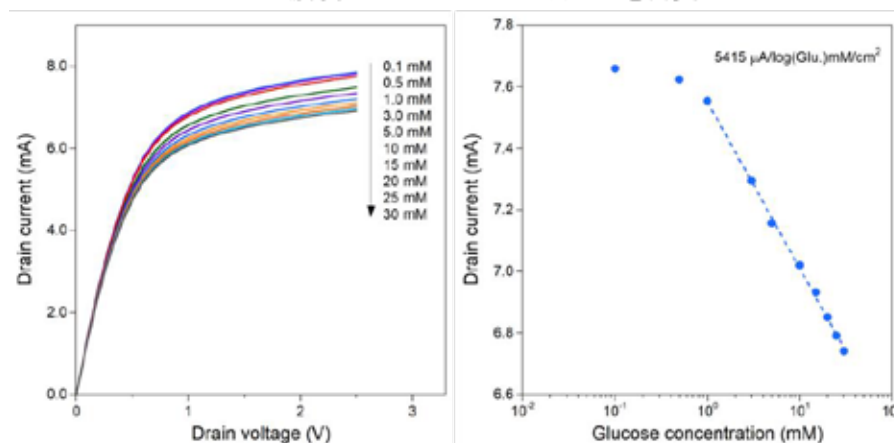 8.0
6.0
4.0
2.0
0.0
Drain current (mA)
0
1
2
3
Drain voltage (V)
0.1 mM
0.5 mM
1.0 mM
3.0 mM
5.0 mM
10 mM
15 mM
20 mM
25 mM
30 mM
7.8
7.6
7.4
7.2
7.0
6.8
6.6
Drain current (mA)
5415 μA/log(Glu.)mM/cm²
10⁻²
10⁻¹
10⁰
10¹
10
Glucose concentration (mM)